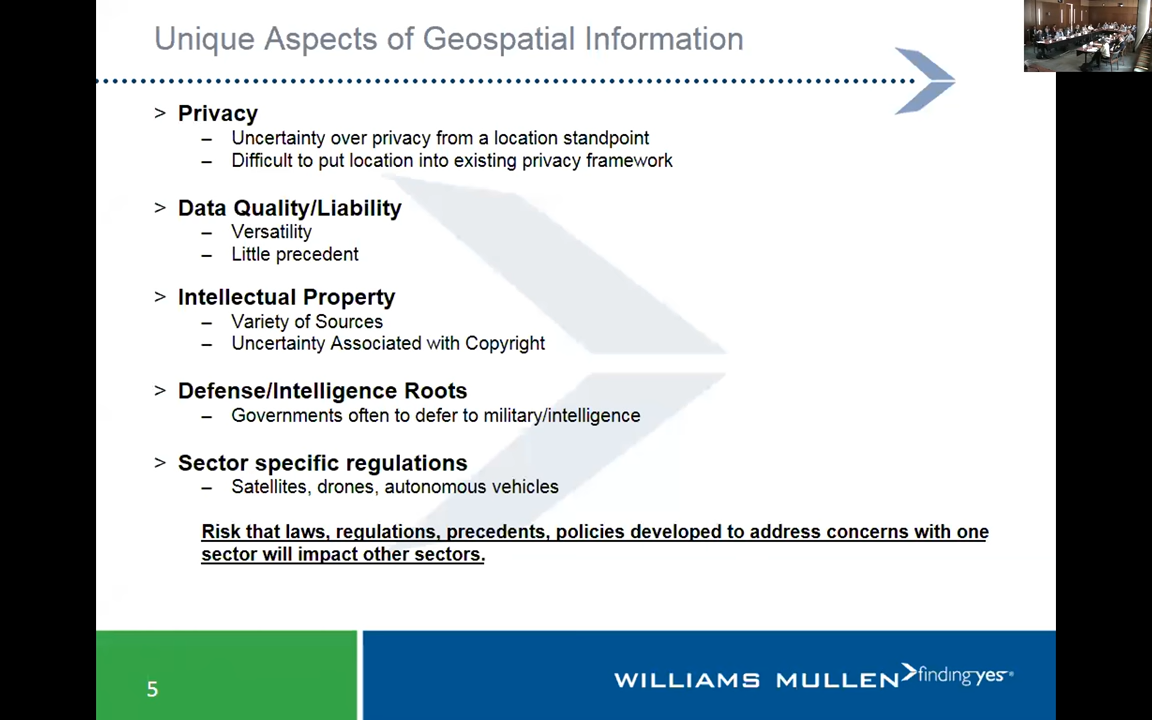 Unique Aspects of Geospatial Information
> Privacy
– Uncertainty over privacy from a location standpoint
– Difficult to put location into existing privacy framework
> Data Quality/Liability
– Versatility
– Little precedent
> Intellectual Property
– Variety of Sources
– Uncertainty Associated with Copyright
> Defense/Intelligence Roots
– Governments often to defer to military/intelligence
> Sector specific regulations
– Satellites, drones, autonomous vehicles
Risk that laws, regulations, precedents, policies developed to address concerns with one
sector will impact other sectors.
5
WILLIAMS MULLEN finding yes®